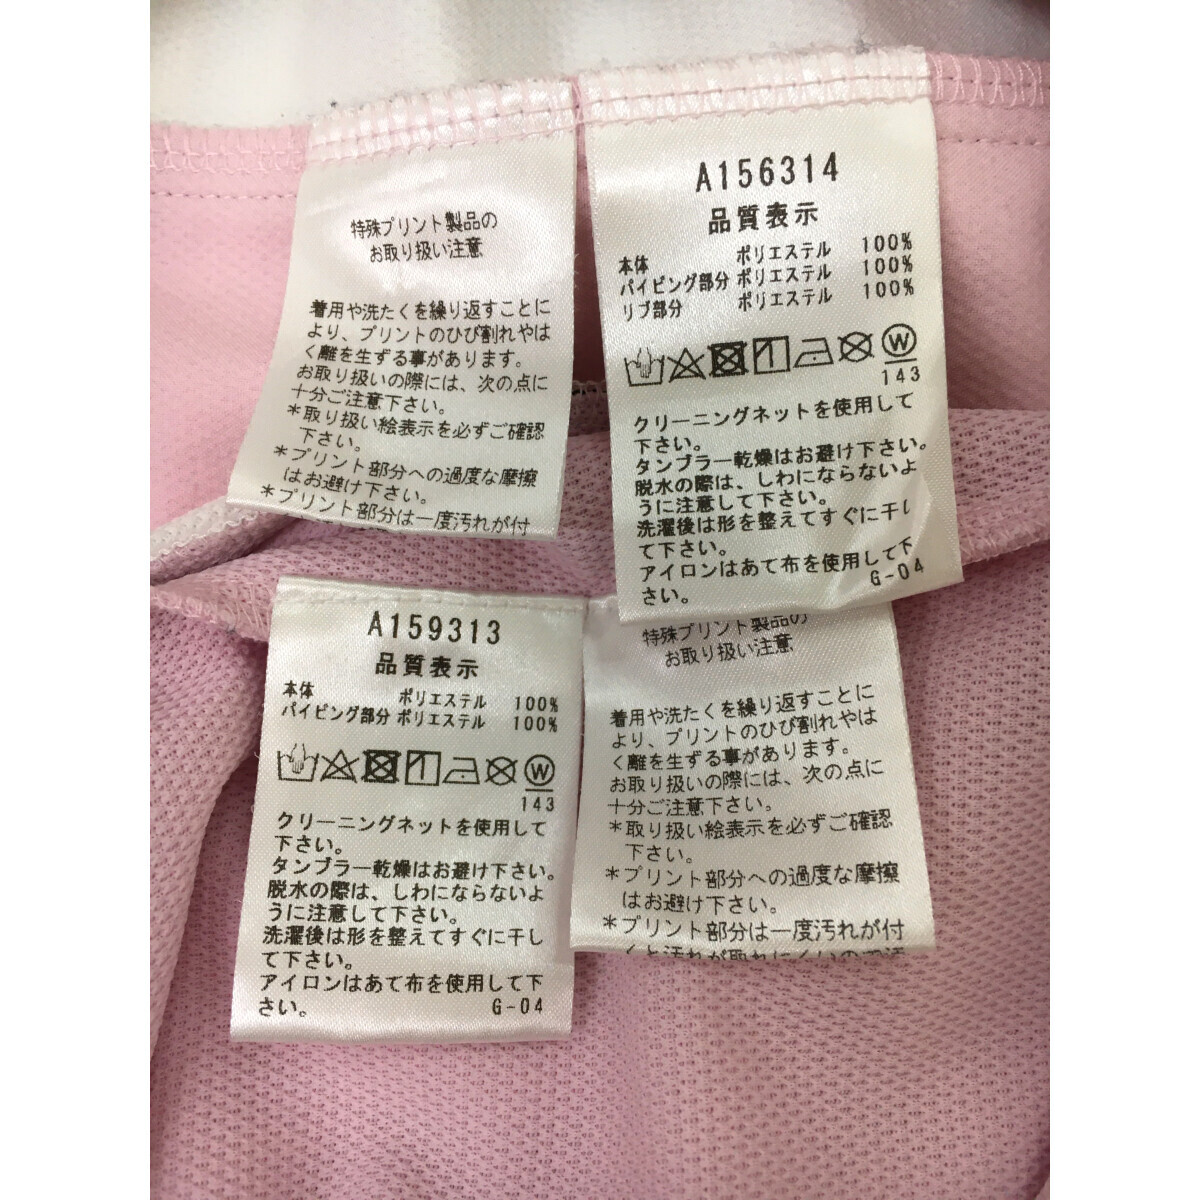 特殊プリント製品の
お取り扱い注意
着用や洗たくを繰り返すことに
より、プリントのひび割れやは
く離を生ずる事があります。
お取り扱いの際には、次の点に
十分ご注意下さい。
*取り扱い絵表示を必ずご確認
下さい。
*プリント部分への過度な摩擦
はお避け下さい。
*プリント部分は一度汚れが付
A156314
品質表示
本体 ポリエステル 100%
パイピング部分 ポリエステル 100%
リブ部分 ポリエステル 100%
W
143
クリーニングネットを使用して
下さい。
タンブラー乾燥はお避け下さい。
脱水の際は、しわにならないよ
うに注意して下さい。
洗濯後は形を整えてすぐに干し
て下さい。
アイロンはあて布を使用して下
さい。 G-04
A159313
品質表示
本体 ポリエステル 100%
パイピング部分 ポリエステル 100%
W
143
クリーニングネットを使用して
下さい。
タンブラー乾燥はお避け下さい。
脱水の際は、しわにならないよ
うに注意して下さい。
洗濯後は形を整えてすぐに干し
て下さい。
アイロンはあて布を使用して下
さい。 G-04
特殊プリント製品の
お取り扱い注意
着用や洗たくを繰り返すことに
より、プリントのひび割れやは
く離を生ずる事があります。
お取り扱いの際には、次の点に
十分ご注意下さい。
*取り扱い絵表示を必ずご確認
下さい。
*プリント部分への過度な摩擦
はお避け下さい。
*プリント部分は一度汚れが付
くと汚れが取れにくいので